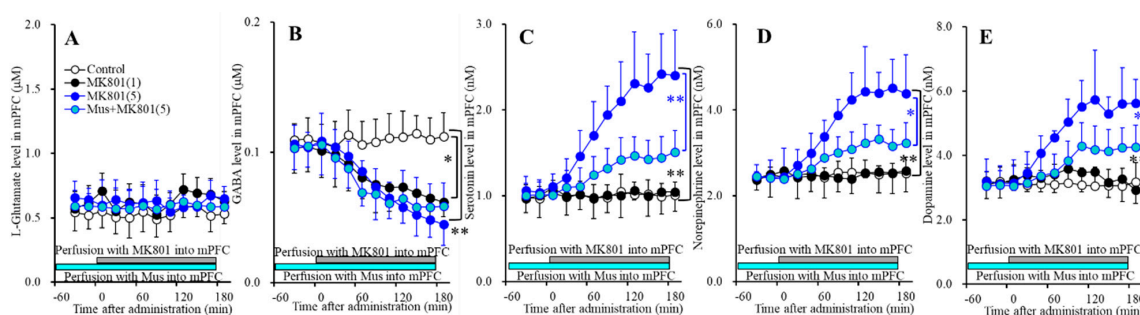 A
B
C
D
E
Control
MK801(1)
MK801(5)
Mus+MK801(5)
L-Glutamate level in mPFC (μM)
2.0
1.5
1.0
0.5
0.0
Perfusion with MK801 into mPFC
Perfusion with Mus into mPFC
-60 0 60 120 180
Time after administration (min)
GABA level in mPFC (μM)
0.2
0.1
0.0
*
**
Perfusion with MK801 into mPFC
Perfusion with Mus into mPFC
-60 0 60 120 180
Time after administration (min)
Serotonin level in mPFC (μM)
3.0
2.0
1.0
0.0
**
**
Perfusion with MK801 into mPFC
Perfusion with Mus into mPFC
-60 0 60 120 180
Time after administration (min)
Norepinephrine level in mPFC (μM)
6.6
4.4
2.2
0.0
*
**
Perfusion with MK801 into mPFC
Perfusion with Mus into mPFC
-60 0 60 120 180
Time after administration (min)
Dopamine level in mPFC (μM)
8.0
6.0
4.0
2.0
0.0
*
*
Perfusion with MK801 into mPFC
Perfusion with Mus into mPFC
-60 0 60 120 180
Time after administration (min)